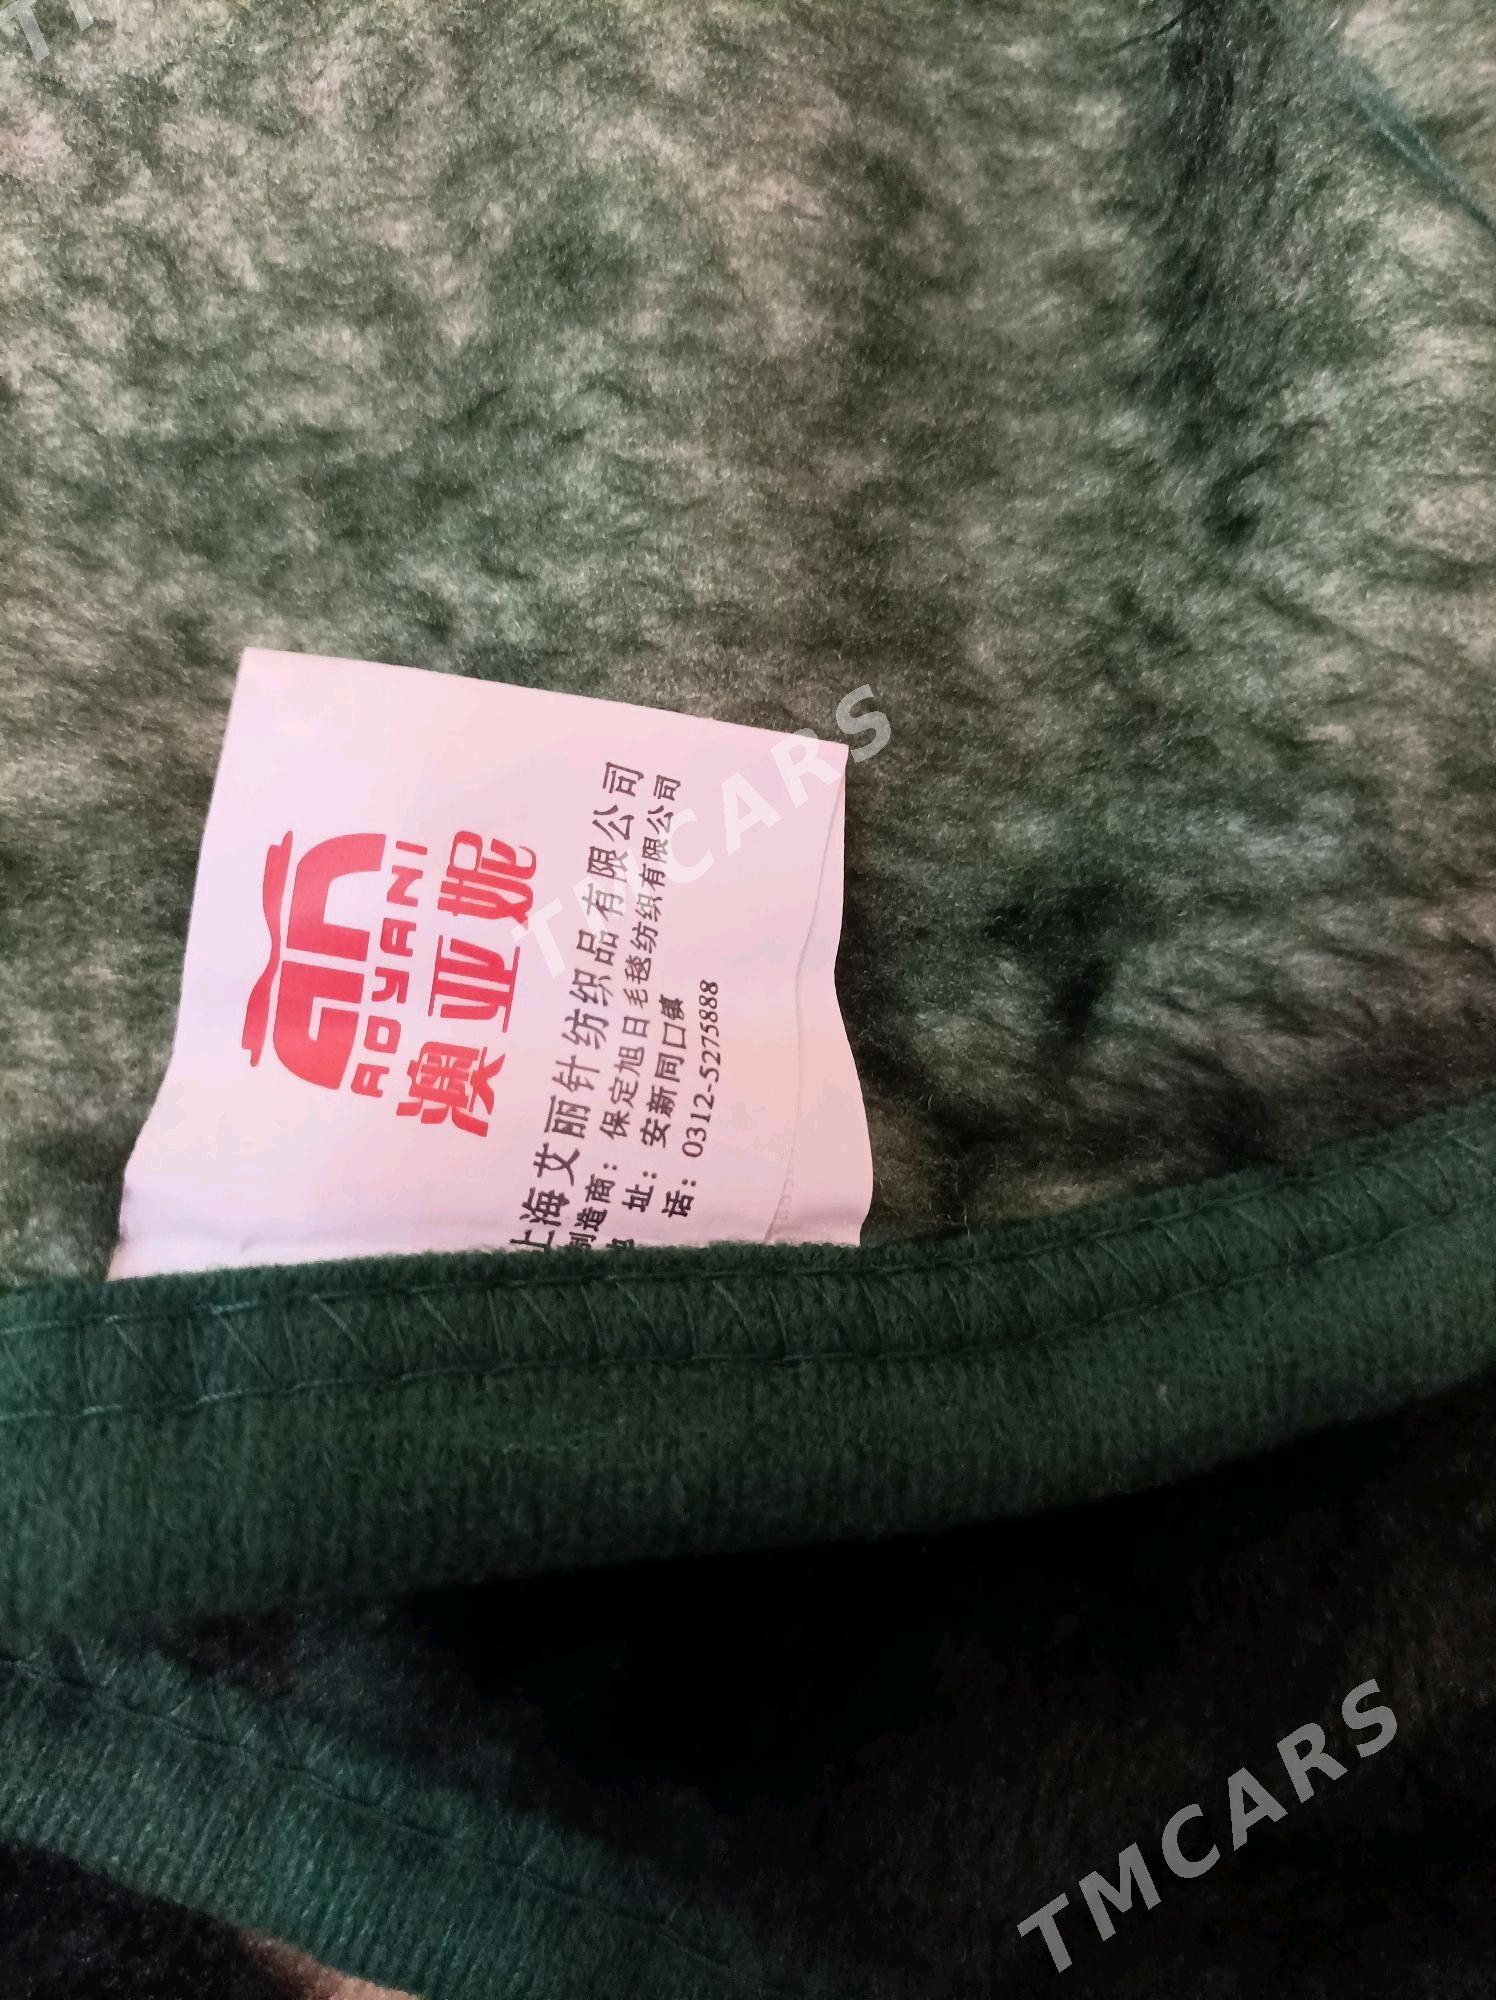 AOYANI
澳亚妮
上海艾丽针纺织品有限公司
制造商：保定旭日毛毯纺织有限公司
地 址：安新同口镇
话：0312-5275888
TMCARS
TMCARS